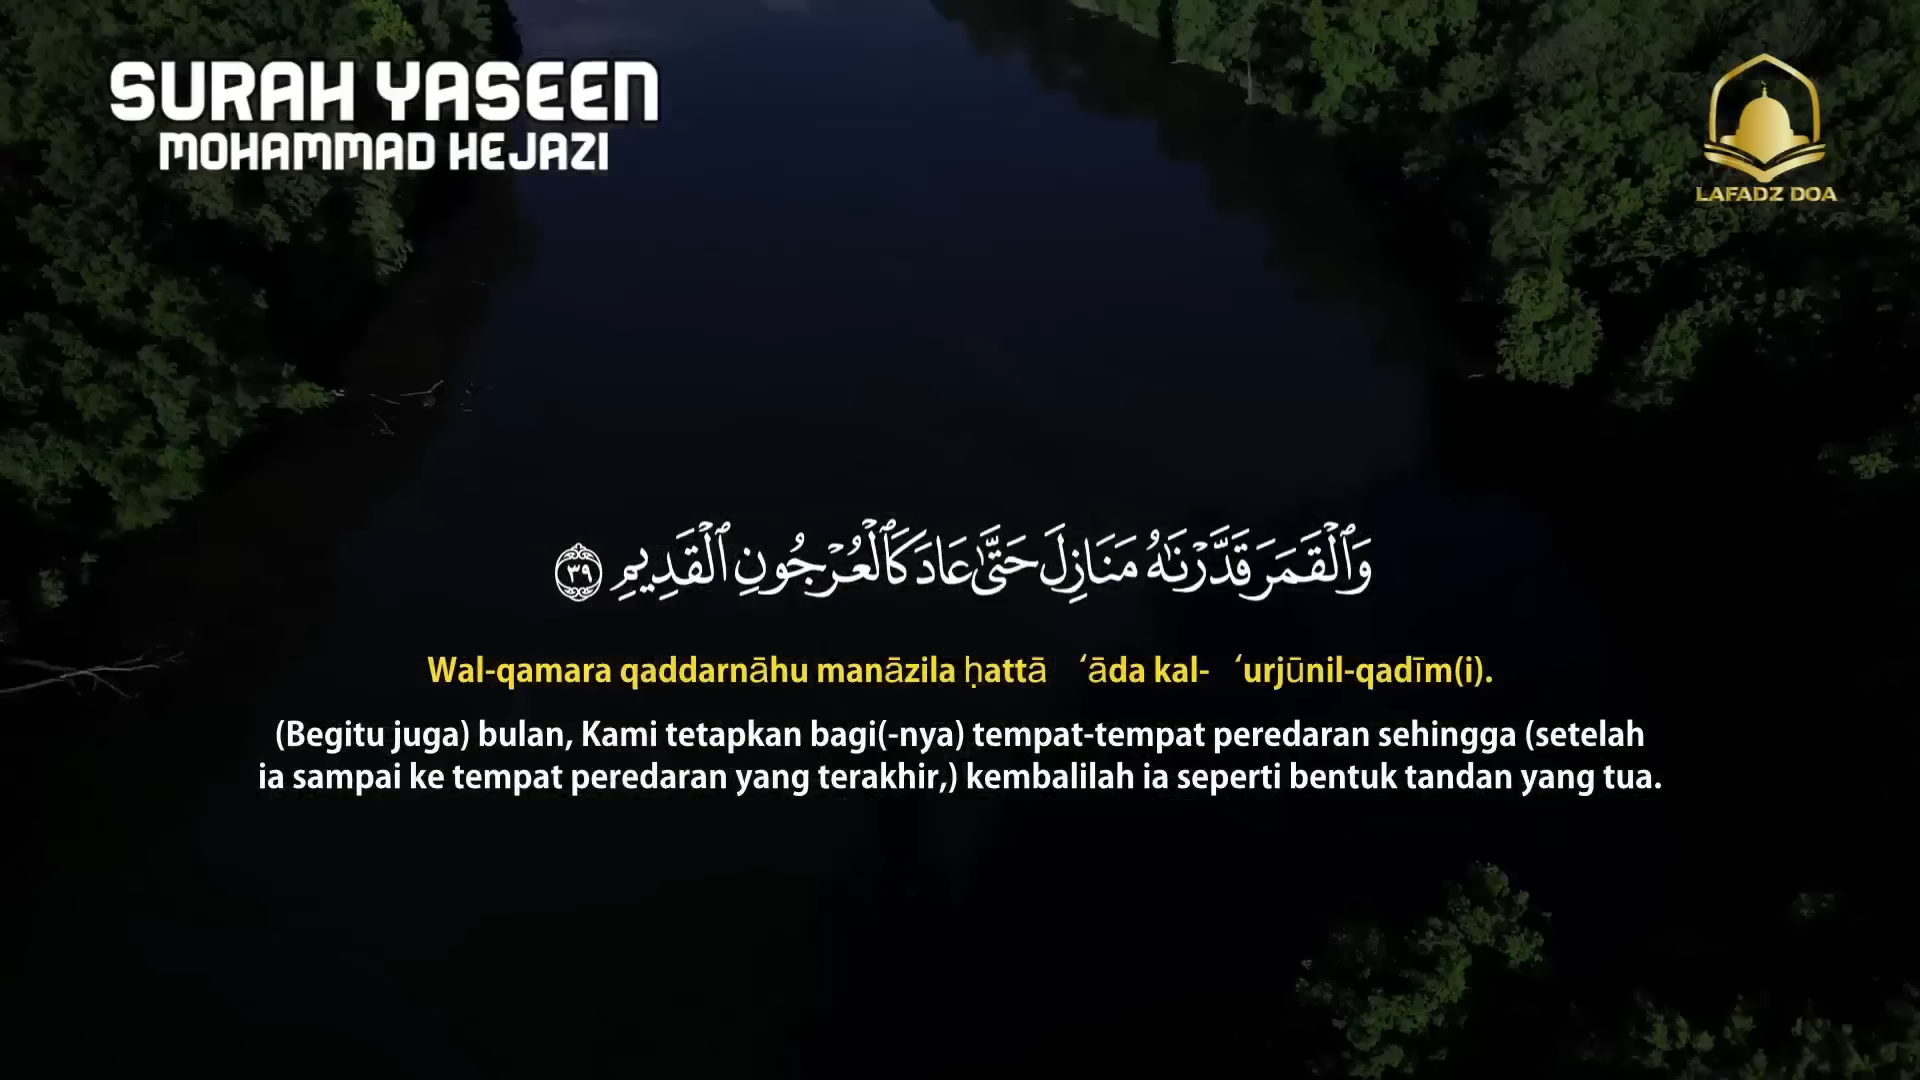 SURAH YASEEN
MOHAMMAD HEJAZI
LAFADZ DOA
وَٱلْقَمَرَ قَدَّرْنَـٰهُ مَنَازِلَ حَتَّىٰ عَادَ كَٱلْعُرْجُونِ ٱلْقَدِيمِ ٣٩
Wal-qamara qaddarnāhu manāzila ḥattā ‘āda kal- ‘urjūnil-qadīm(i).
(Begitu juga) bulan, Kami tetapkan bagi(-nya) tempat-tempat peredaran sehingga (setelah
ia sampai ke tempat peredaran yang terakhir,) kembalilah ia seperti bentuk tandan yang tua.